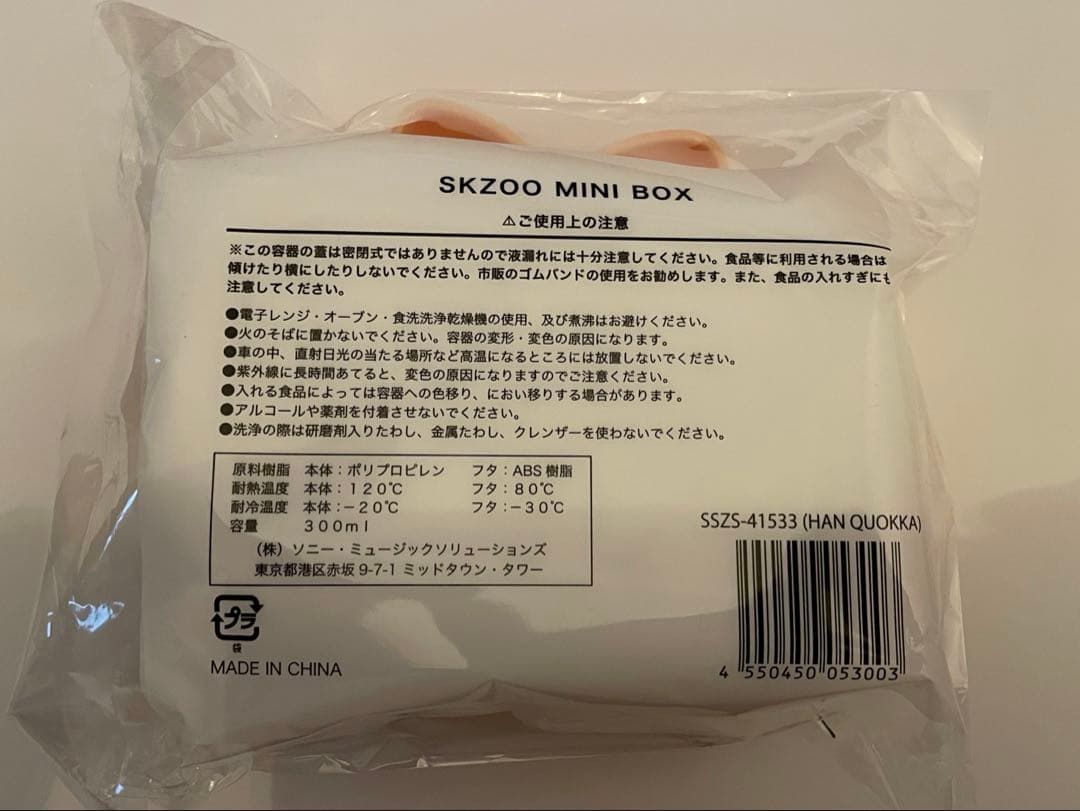 SKZOO MINI BOX
⚠ご使用上の注意
※この容器の蓋は密閉式ではありませんので液漏れには十分注意してください。食品等に利用される場合は
傾けたり横にしたりしないでください。市販のゴムバンドの使用をお勧めします。また、食品の入れすぎにも
注意してください。
●電子レンジ・オーブン・食洗洗浄乾燥機の使用、及び煮沸はお避けください。
●火のそばに置かないでください。容器の変形・変色の原因になります。
●車の中、直射日光の当たる場所など高温になるところには放置しないでください。
●紫外線に長時間あてると、変色の原因になりますのでご注意ください。
●入れる食品によっては容器への色移り、におい移りする場合があります。
●アルコールや薬剤を付着させないでください。
●洗浄の際は研磨剤入りたわし、金属たわし、クレンザーを使わないでください。
原料樹脂 本体：ポリプロピレン フタ：ABS樹脂
耐熱温度 本体：120℃ フタ：80℃
耐冷温度 本体：−20℃ フタ：−30℃
容量 300ml
（株）ソニー・ミュージックソリューションズ
東京都港区赤坂9-7-1 ミッドタウン・タワー
SSZS-41533 (HAN QUOKKA)
プラ
袋
MADE IN CHINA
4 550450 053003